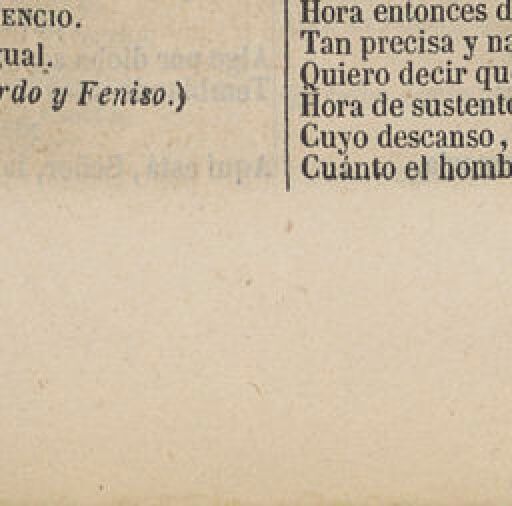 ENCIO.
gual.
rdo y Feniso.)
Hora entonces d
Tan precisa y na
Quiero decir qu
Hora de sustento
Cuyo descanso,
Cuánto el homb